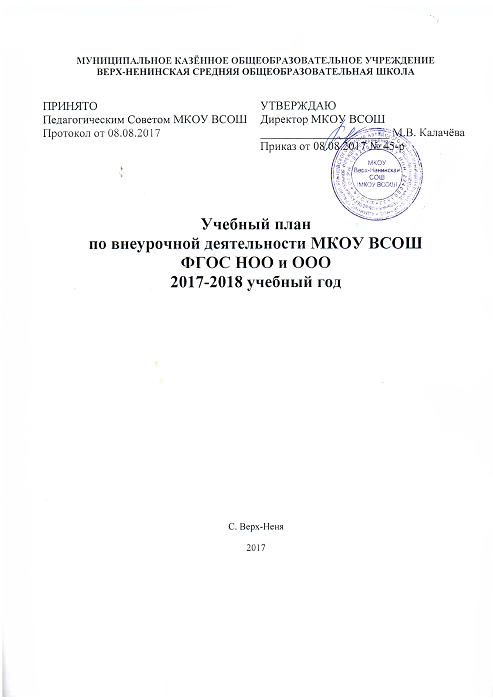 МУНИЦИПАЛЬНОЕ КАЗЁННОЕ ОБЩЕОБРАЗОВАТЕЛЬНОЕ УЧРЕЖДЕНИЕ
ВЕРХ-НЕНИНСКАЯ СРЕДНЯЯ ОБЩЕОБРАЗОВАТЕЛЬНАЯ ШКОЛА
ПРИНЯТО
Педагогическим Советом МКОУ ВСОШ
Протокол от 08.08.2017
УТВЕРЖДАЮ
Директор МКОУ ВСОШ
М.В. Калачёва
Приказ от 08.08.2017 № 45-р
МКОУ
Верх-Ненинская
СОШ
(МКОУ ВСОШ)
Учебный план
по внеурочной деятельности МКОУ ВСОШ
ФГОС НОО и ООО
2017-2018 учебный год
С. Верх-Неня
2017